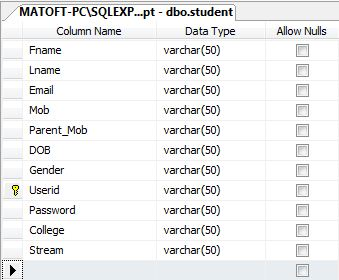 MATOFT-PC\SQLEXP...pt - dbo.student
Column Name Data Type Allow Nulls
Fname varchar(50)
Lname varchar(50)
Email varchar(50)
Mob varchar(50)
Parent_Mob varchar(50)
DOB varchar(50)
Gender varchar(50)
Userid varchar(50)
Password varchar(50)
College varchar(50)
Stream varchar(50)